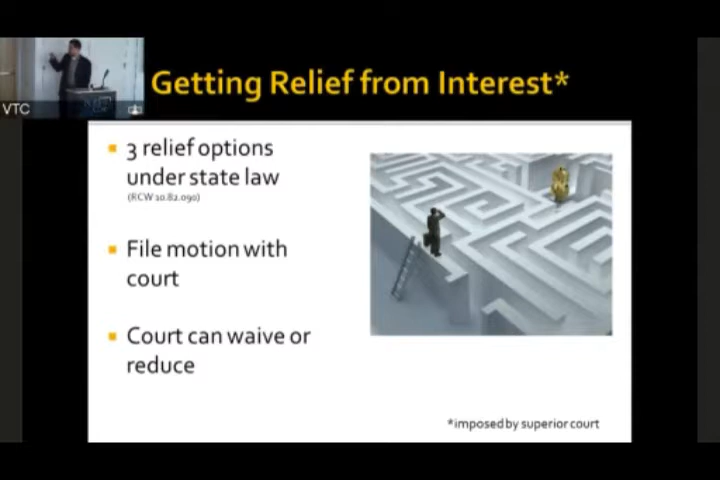 VTC
Getting Relief from Interest*
3 relief options
under state law
(RCW 10.82.090)
File motion with
court
Court can waive or
reduce
*imposed by superior court